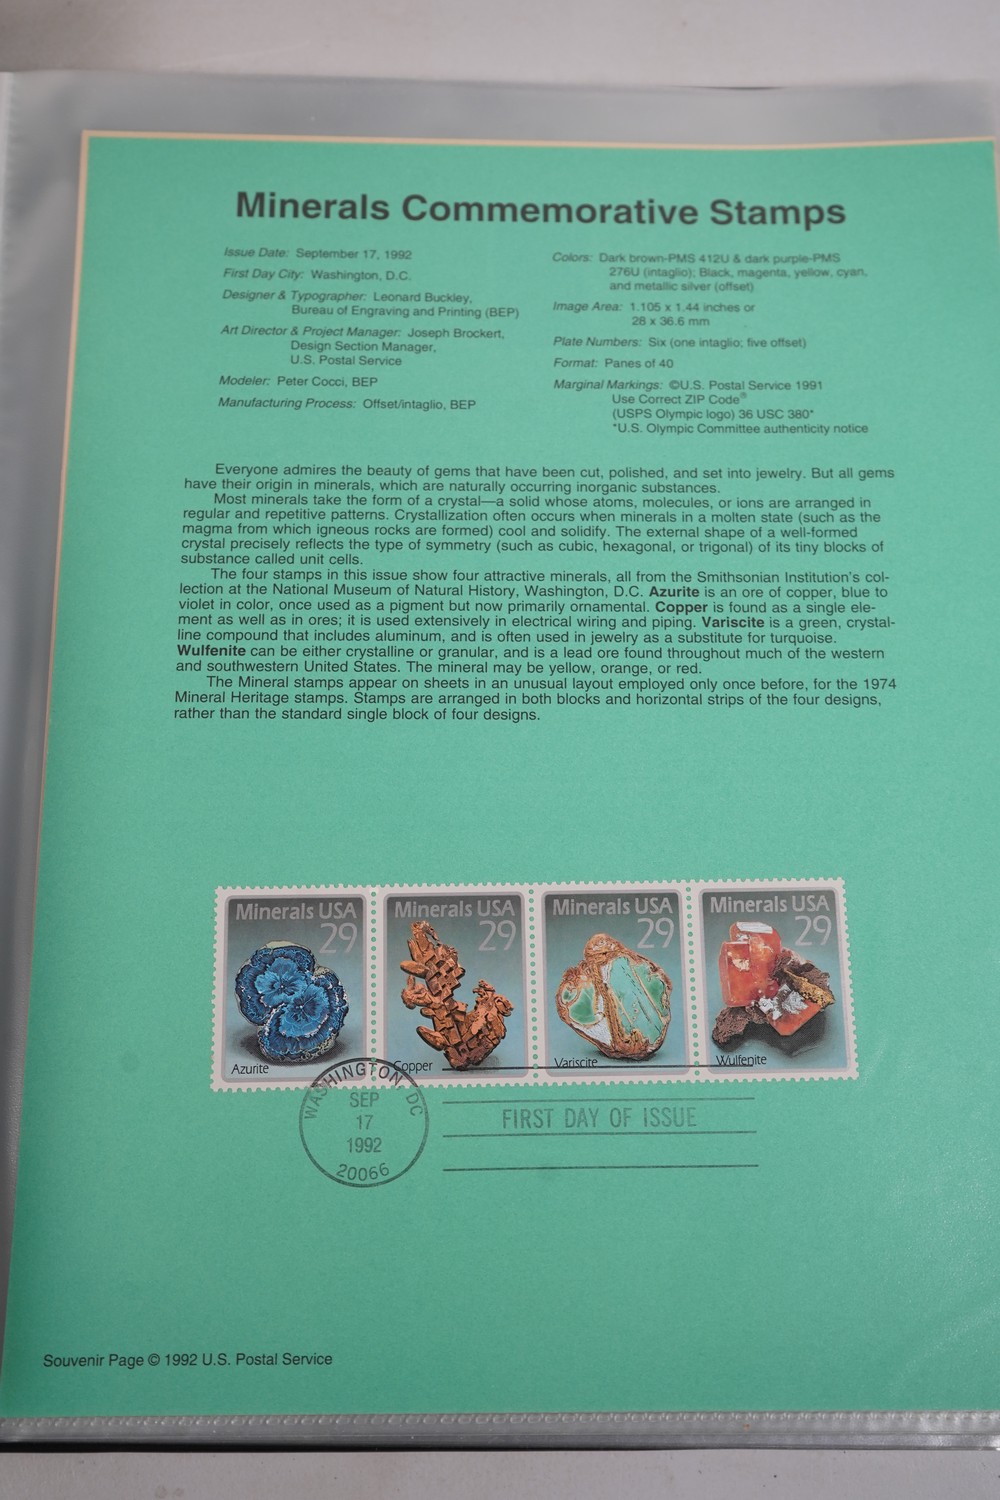 Minerals Commemorative Stamps
Issue Date: September 17, 1992
First Day City: Washington, D.C.
Designer & Typographer: Leonard Buckley,
Bureau of Engraving and Printing (BEP)
Art Director & Project Manager: Joseph Brockert,
Design Section Manager,
U.S. Postal Service
Modeler: Peter Cocci, BEP
Manufacturing Process: Offset/intaglio, BEP
Colors: Dark brown-PMS 412U & dark purple-PMS
276U (intaglio); Black, magenta, yellow, cyan,
and metallic silver (offset)
Image Area: 1.105 x 1.44 inches or
28 x 36.6 mm
Plate Numbers: Six (one intaglio; five offset)
Format: Panes of 40
Marginal Markings: ©U.S. Postal Service 1991
Use Correct ZIP Code®
(USPS Olympic logo) 36 USC 380*
*U.S. Olympic Committee authenticity notice
Everyone admires the beauty of gems that have been cut, polished, and set into jewelry. But all gems
have their origin in minerals, which are naturally occurring inorganic substances.
Most minerals take the form of a crystal—a solid whose atoms, molecules, or ions are arranged in
regular and repetitive patterns. Crystallization often occurs when minerals in a molten state (such as the
magma from which igneous rocks are formed) cool and solidify. The external shape of a well-formed
crystal precisely reflects the type of symmetry (such as cubic, hexagonal, or trigonal) of its tiny blocks of
substance called unit cells.
The four stamps in this issue show four attractive minerals, all from the Smithsonian Institution's col-
lection at the National Museum of Natural History, Washington, D.C. Azurite is an ore of copper, blue to
violet in color, once used as a pigment but now primarily ornamental. Copper is found as a single ele-
ment as well as in ores; it is used extensively in electrical wiring and piping. Variscite is a green, crystal-
line compound that includes aluminum, and is often used in jewelry as a substitute for turquoise.
Wulfenite can be either crystalline or granular, and is a lead ore found throughout much of the western
and southwestern United States. The mineral may be yellow, orange, or red.
The Mineral stamps appear on sheets in an unusual layout employed only once before, for the 1974
Mineral Heritage stamps. Stamps are arranged in both blocks and horizontal strips of the four designs,
rather than the standard single block of four designs.
Minerals USA
29
Azurite
Minerals USA
29
Copper
Minerals USA
29
Variscite
Minerals USA
29
Wulfenite
WASHINGTON, DC
SEP
17
1992
20066
FIRST DAY OF ISSUE
Souvenir Page © 1992 U.S. Postal Service